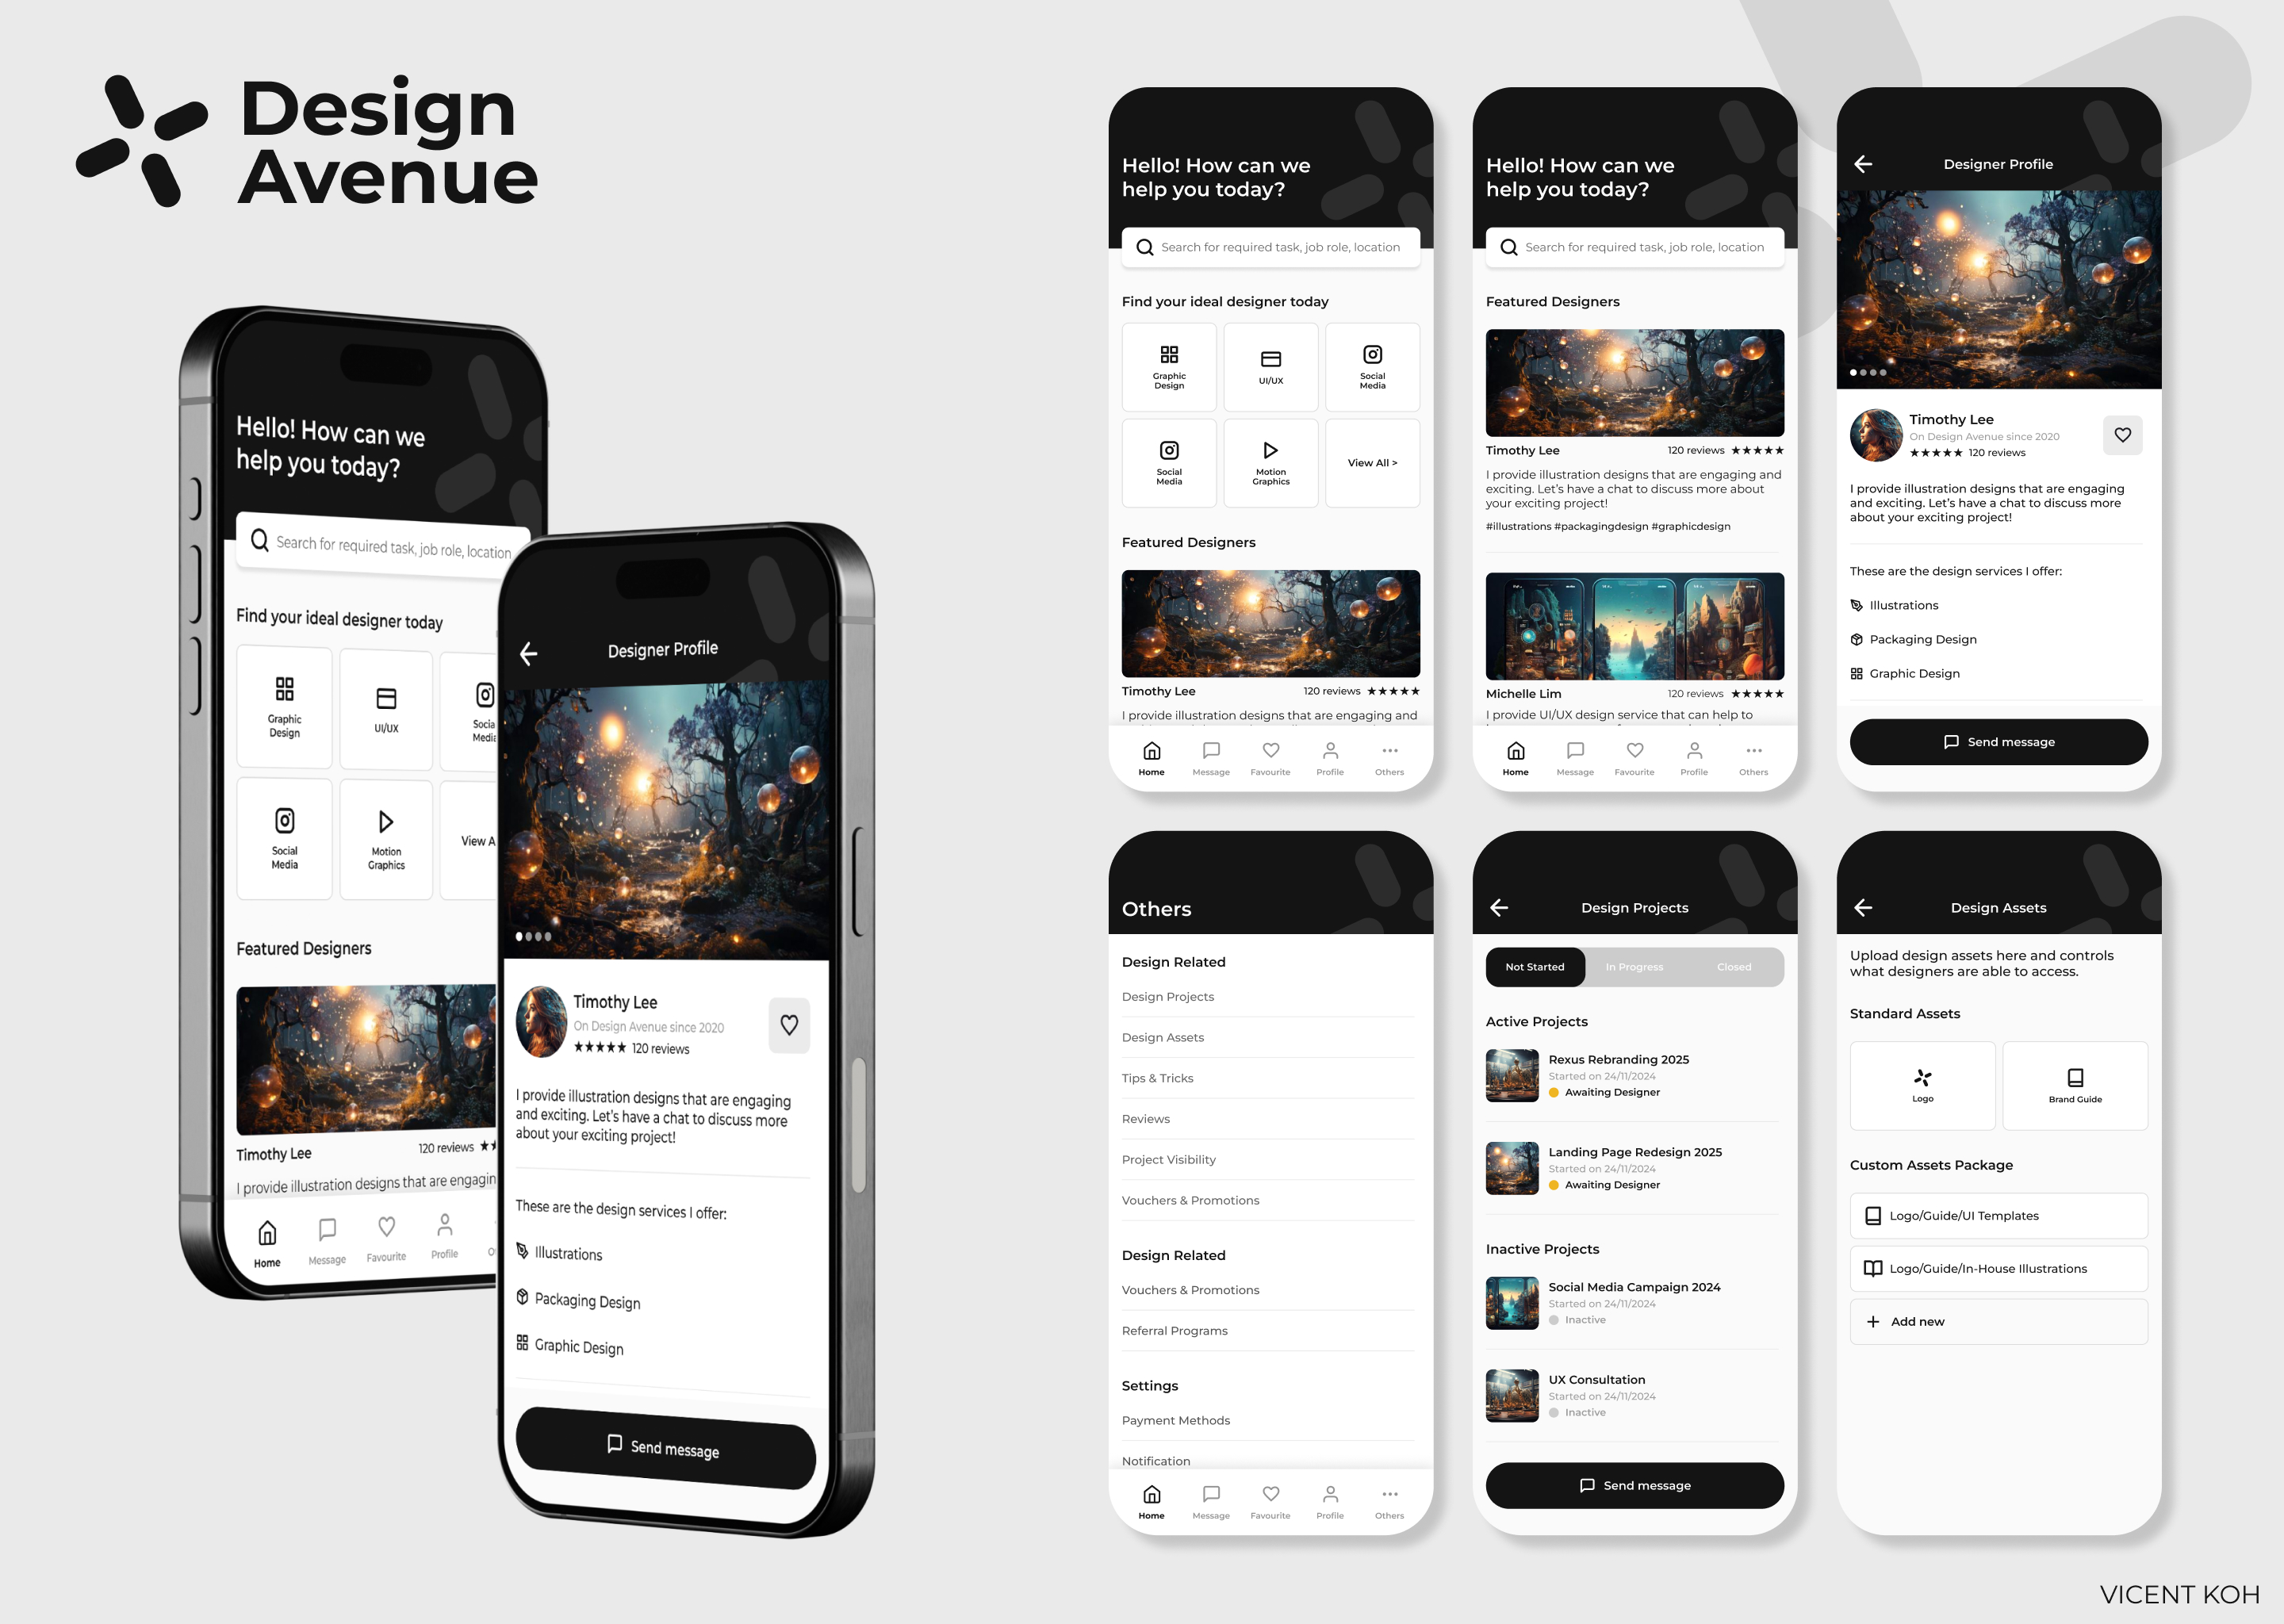 Design
Avenue
Hello! How can we
help you today?
Search for required task, job role, location
Find your ideal designer today
Graphic
Design
UI/UX
Socia
Media
Social
Media
Motion
Graphics
View A
Featured Designers
Timothy Lee
120 reviews ★★
I provide illustration designs that are engagin
Home
Message
Favourite
Profile
O
Designer Profile
Timothy Lee
On Design Avenue since 2020
★★★★★ 120 reviews
I provide illustration designs that are engaging
and exciting. Let's have a chat to discuss more
about your exciting project!
These are the design services I offer:
Illustrations
Packaging Design
Graphic Design
Send message
Hello! How can we
help you today?
Search for required task, job role, location
Find your ideal designer today
Graphic
Design
UI/UX
Social
Media
Social
Media
Motion
Graphics
View All >
Featured Designers
Timothy Lee
120 reviews ★★★★★
I provide illustration designs that are engaging and
Home
Message
Favourite
Profile
Others
Hello! How can we
help you today?
Search for required task, job role, location
Featured Designers
Timothy Lee
120 reviews ★★★★★
I provide illustration designs that are engaging and
exciting. Let's have a chat to discuss more about
your exciting project!
#illustrations #packagingdesign #graphicdesign
Michelle Lim
120 reviews ★★★★★
I provide UI/UX design service that can help to
Home
Message
Favourite
Profile
Others
Designer Profile
Timothy Lee
On Design Avenue since 2020
★★★★★ 120 reviews
I provide illustration designs that are engaging
and exciting. Let's have a chat to discuss more
about your exciting project!
These are the design services I offer:
Illustrations
Packaging Design
Graphic Design
Send message
Others
Design Related
Design Projects
Design Assets
Tips & Tricks
Reviews
Project Visibility
Vouchers & Promotions
Design Related
Vouchers & Promotions
Referral Programs
Settings
Payment Methods
Notification
Home
Message
Favourite
Profile
Others
Design Projects
Not Started
In Progress
Closed
Active Projects
Rexus Rebranding 2025
Started on 24/11/2024
Awaiting Designer
Landing Page Redesign 2025
Started on 24/11/2024
Awaiting Designer
Inactive Projects
Social Media Campaign 2024
Started on 24/11/2024
Inactive
UX Consultation
Started on 24/11/2024
Inactive
Send message
Design Assets
Upload design assets here and controls
what designers are able to access.
Standard Assets
Logo
Brand Guide
Custom Assets Package
Logo/Guide/UI Templates
Logo/Guide/In-House Illustrations
Add new
VICENT KOH